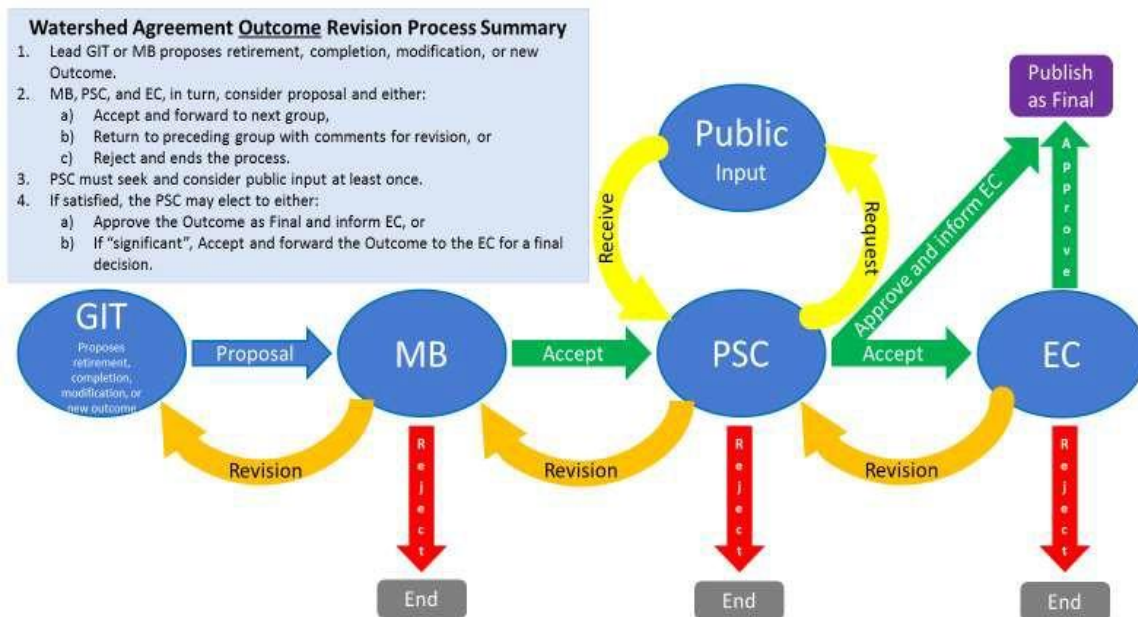 Watershed Agreement Outcome Revision Process Summary
1. Lead GIT or MB proposes retirement, completion, modification, or new
Outcome.
2. MB, PSC, and EC, in turn, consider proposal and either:
a) Accept and forward to next group,
b) Return to preceding group with comments for revision, or
c) Reject and ends the process.
3. PSC must seek and consider public input at least once.
4. If satisfied, the PSC may elect to either:
a) Approve the Outcome as Final and inform EC, or
b) If “significant”, Accept and forward the Outcome to the EC for a final
decision.
Publish
as Final
Public
Input
Receive
Request
Approve and inform EC
Approve
GIT
Proposes
retirement,
completion,
modification, or
new outcome
Proposal
MB
Accept
PSC
Accept
EC
Revision
Revision
Revision
Reject
Reject
Reject
End
End
End